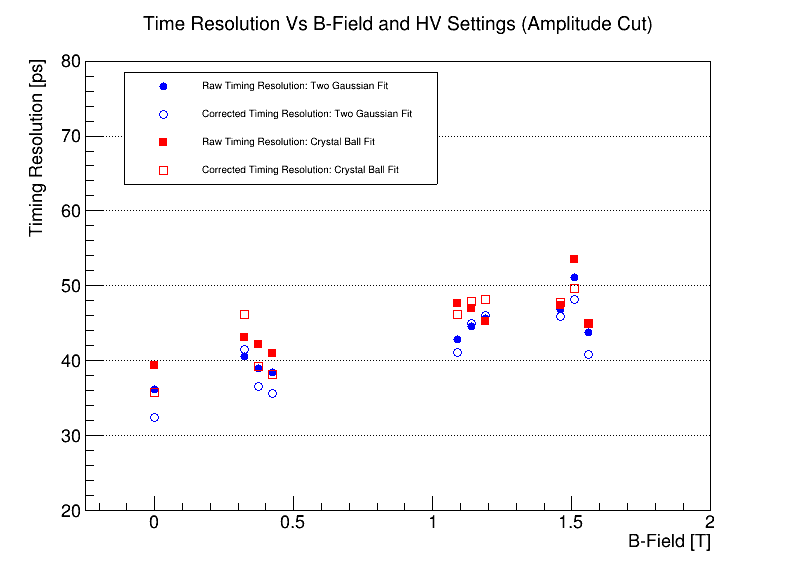 Time Resolution Vs B-Field and HV Settings (Amplitude Cut)
Timing Resolution [ps]
80
70
60
50
40
30
20
Raw Timing Resolution: Two Gaussian Fit
Corrected Timing Resolution: Two Gaussian Fit
Raw Timing Resolution: Crystal Ball Fit
Corrected Timing Resolution: Crystal Ball Fit
0 0.5 1 1.5 2
B-Field [T]